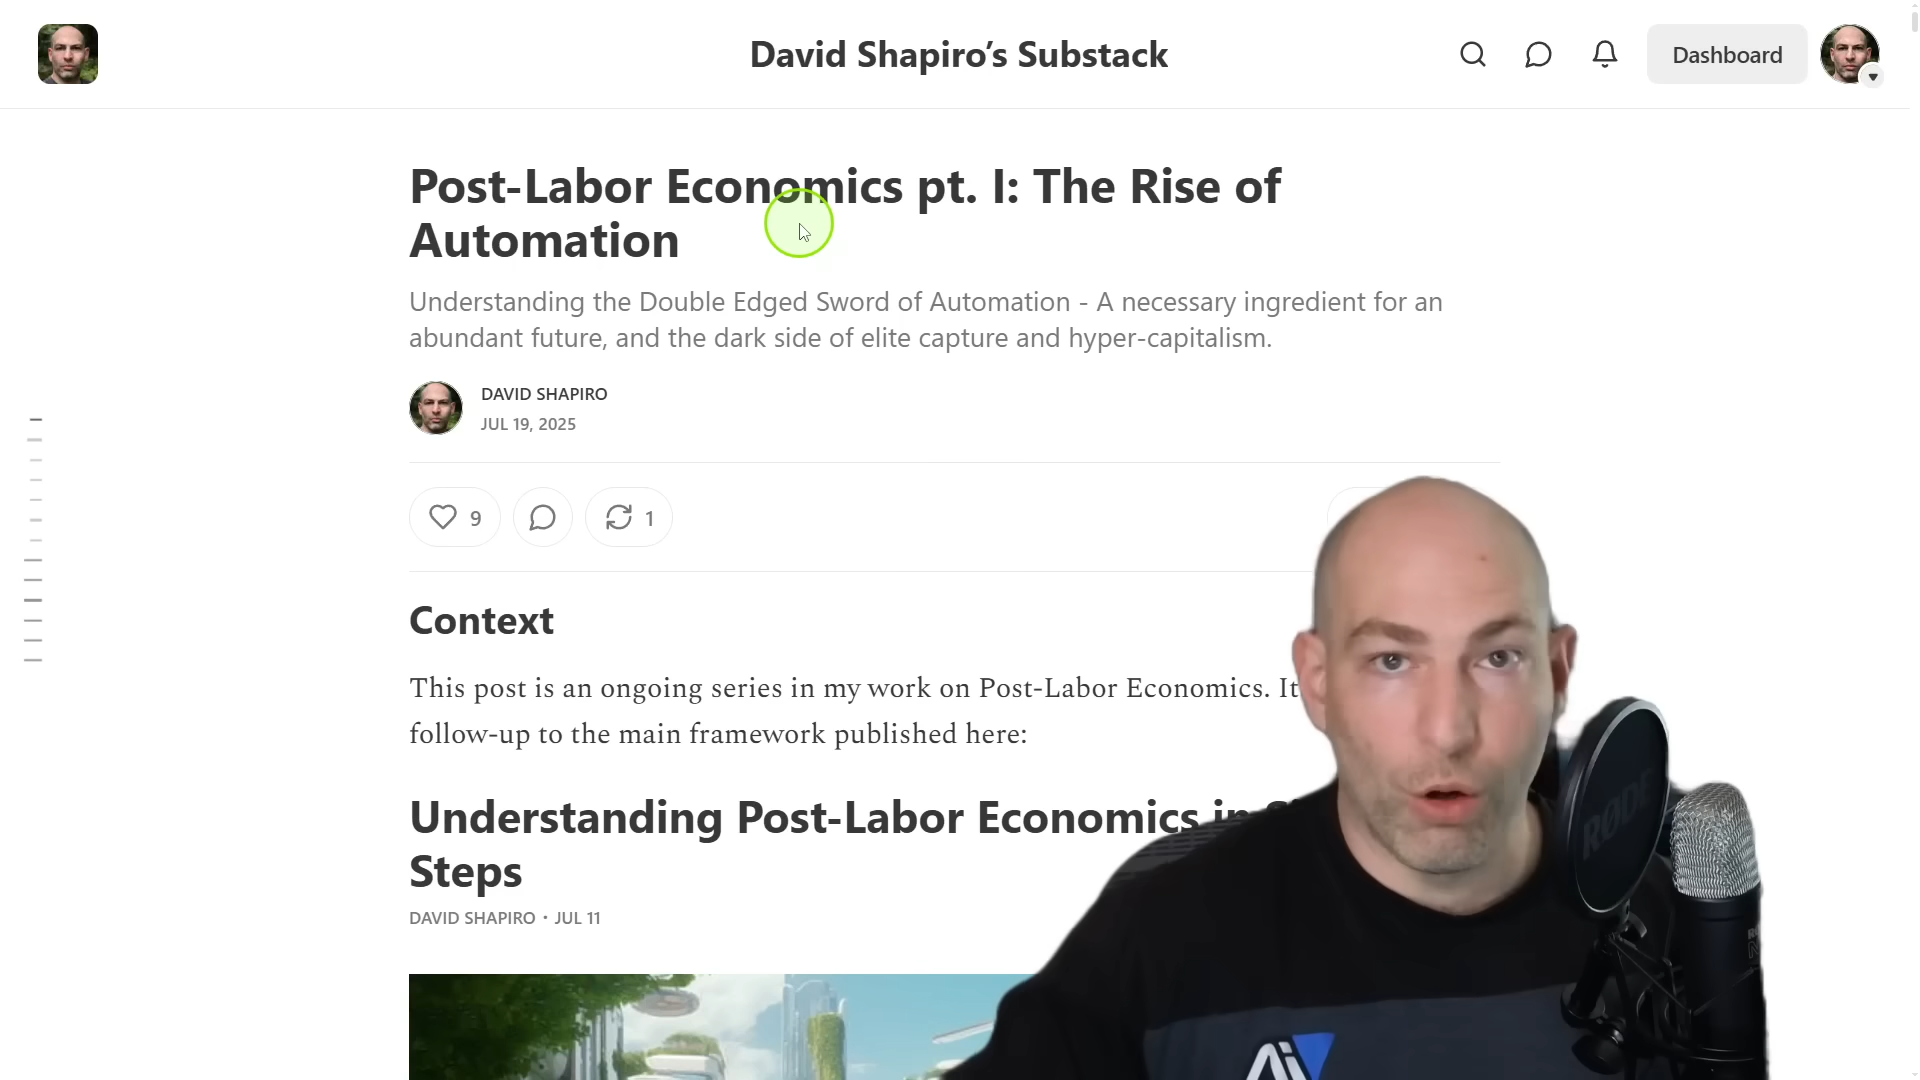 David Shapiro’s Substack
Dashboard
Post-Labor Economics pt. I: The Rise of
Automation
Understanding the Double Edged Sword of Automation - A necessary ingredient for an
abundant future, and the dark side of elite capture and hyper-capitalism.
DAVID SHAPIRO
JUL 19, 2025
9
1
Context
This post is an ongoing series in my work on Post-Labor Economics. It
follow-up to the main framework published here:
Understanding Post-Labor Economics in
Steps
DAVID SHAPIRO • JUL 11
RØDE
Ai